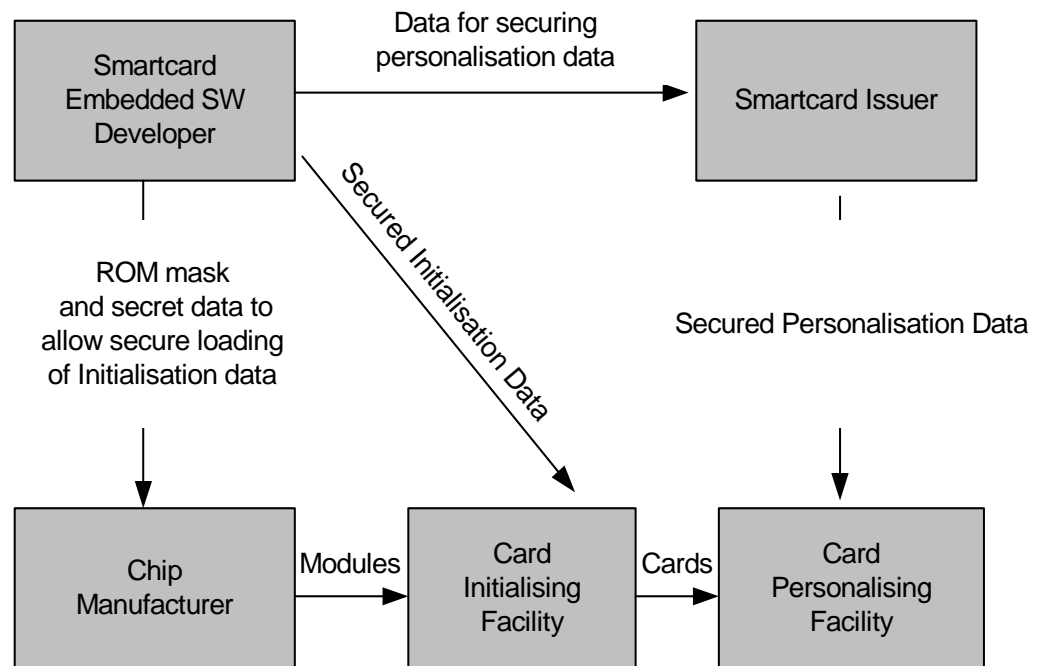 Smartcard
Embedded SW
Developer
Data for securing
personalisation data
Smartcard Issuer
Secured Initialisation Data
ROM mask
and secret data to
allow secure loading
of Initialisation data
Secured Personalisation Data
Chip
Manufacturer
Modules
Card
Initialising
Facility
Cards
Card
Personalising
Facility